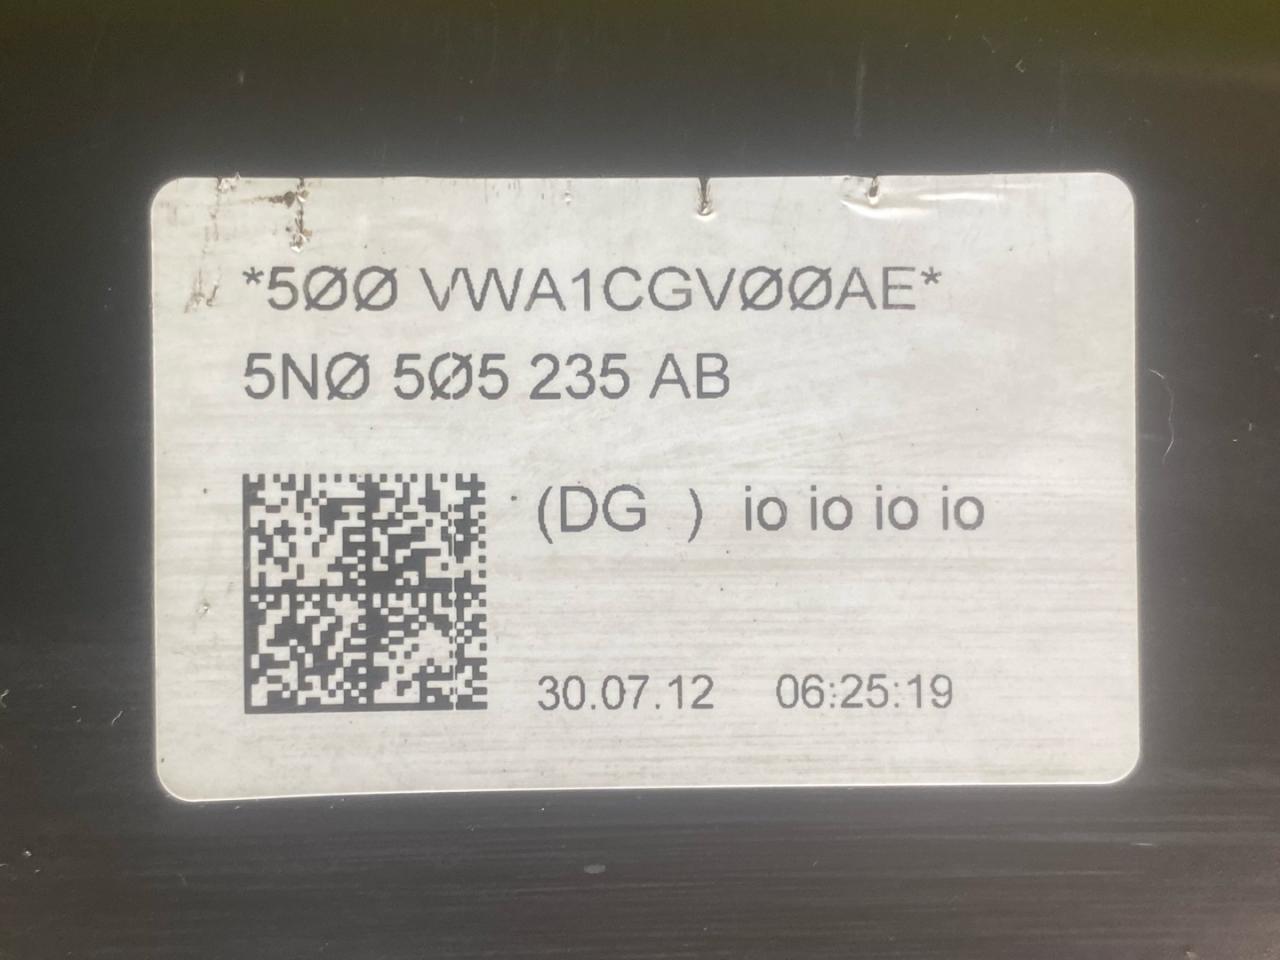 *5ØØ VWA1CGVØØAE*
5NØ 5Ø5 235 AB
(DG ) io io io io
30.07.12 06:25:19